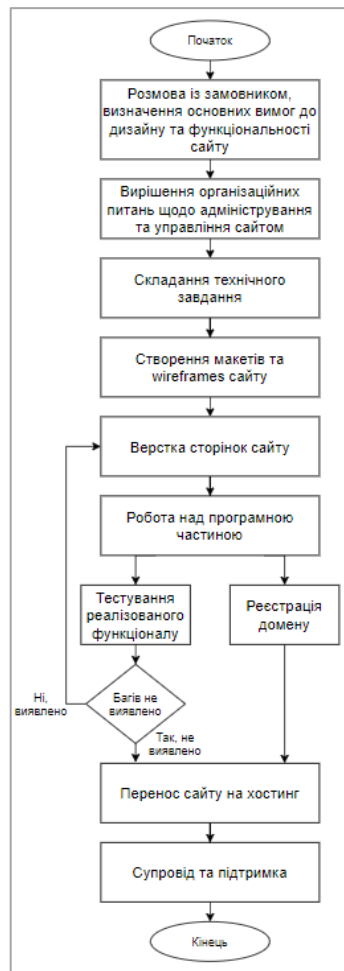 Початок
Розмова із замовником,
визначення основних вимог до
дизайну та функціональності
сайту
Вирішення організаційних
питань щодо адміністрування
та управління сайтом
Складання технічного
завдання
Створення макетів та
wireframes сайту
Верстка сторінок сайту
Робота над програмною
частиною
Тестування
реалізованого
функціоналу
Реєстрація
домену
Багів не
виявлено
Ні,
виявлено
Так, не
виявлено
Перенос сайту на хостинг
Супровід та підтримка
Кінець